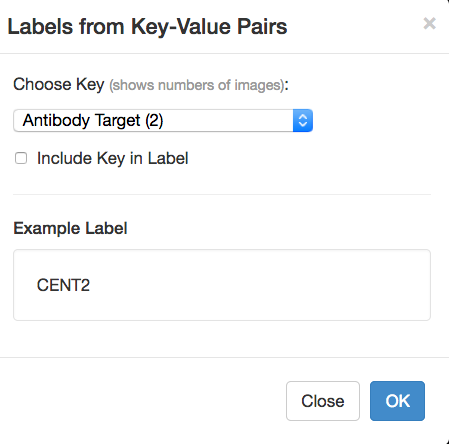 Labels from Key-Value Pairs ×
Choose Key (shows numbers of images):
Antibody Target (2)
Include Key in Label
Example Label
CENT2
Close OK